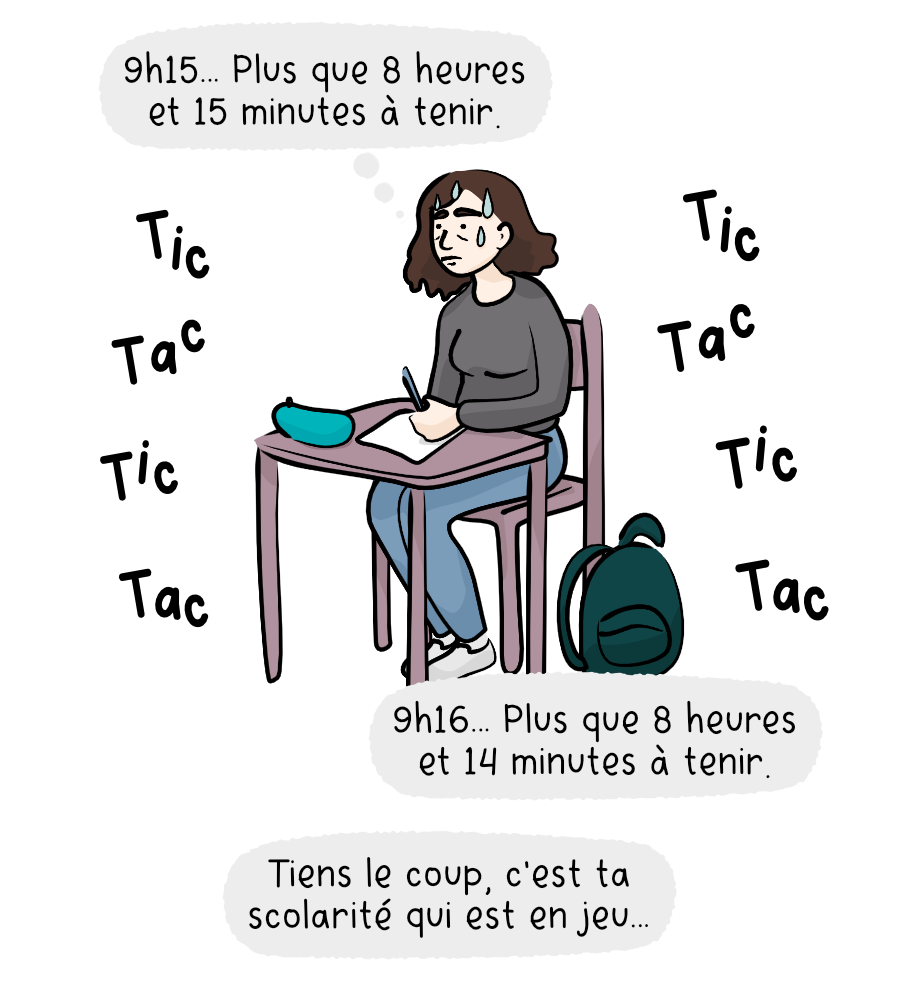 9h15... Plus que 8 heures
et 15 minutes à tenir.
Tic
Tac
Tic
Tac
Tic
Tac
Tic
Tac
9h16... Plus que 8 heures
et 14 minutes à tenir.
Tiens le coup, c'est ta
scolarité qui est en jeu...